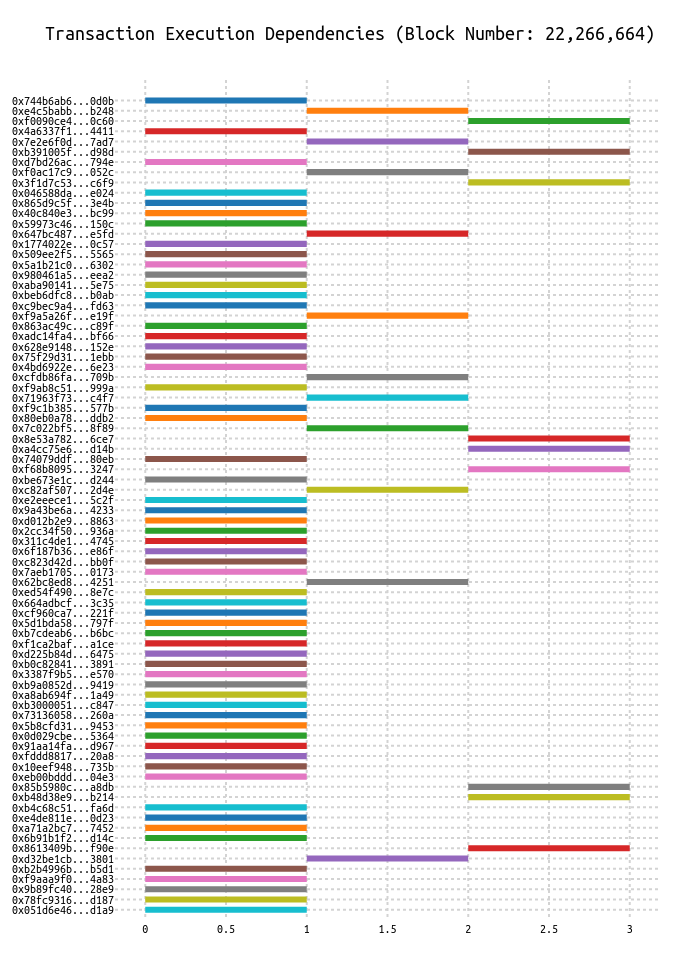 Transaction Execution Dependencies (Block Number: 22,266,664)
0x744b6ab6...0d0b
0xe4c5babb...b248
0xf0090ce4...0c60
0x4a6337f1...4411
0x7e2e6f0d...7ad7
0xb391005f...d98d
0xd7bd26ac...794e
0xf0ac17c9...052c
0x3f1d7c53...c6f9
0x046588da...e024
0x865d9c5f...3e4b
0x40c840e3...bc99
0x59973c46...150c
0x647bc487...e5fd
0x1774022e...0c57
0x509ee2f5...5565
0x5a1b21c0...6302
0x980461a5...eea2
0xaba90141...5e75
0xbeb6dfc8...b0ab
0xc9bec9a4...fd63
0xf9a5a26f...e19f
0x863ac49c...c89f
0xadc14fa4...bf66
0x628e9148...152e
0x75f29d31...1ebb
0x4bd6922e...6e23
0xcfdb86fa...709b
0xf9ab8c51...999a
0x71963f73...c4f7
0xf9c1b385...577b
0x80eb0a78...ddb2
0x7c022bf5...8f89
0x8e53a782...6ce7
0xa4cc75e6...d14b
0x74079ddf...80eb
0xf68b8095...3247
0xbe673e1c...d244
0xc82af507...2d4e
0xe2eeece1...5c2f
0x9a43be6a...4233
0xd012b2e9...8863
0x2cc34f50...936a
0x311c4de1...4745
0x6f187b36...e86f
0xc823d42d...bb0f
0x7aeb1705...0173
0x62bc8ed8...4251
0xed54f490...8e7c
0x664adbcf...3c35
0xcf960ca7...221f
0x5d1bda58...797f
0xb7cdeab6...b6bc
0xf1ca2baf...a1ce
0xd225b84d...6475
0xb0c82841...3891
0x3387f9b5...e570
0xb9a0852d...9419
0xa8ab694f...1a49
0xb3000051...c847
0x73136058...260a
0x5b8cfd31...9453
0x0d029cbe...5364
0x91aa14fa...d967
0xfddd8817...20a8
0x10eef948...735b
0xeb00bddd...04e3
0x85b5980c...a8db
0xb48d38e9...b214
0xb4c68c51...fa6d
0xe4de811e...0d23
0xa71a2bc7...7452
0x6b91b1f2...d14c
0x8613409b...f90e
0xd32be1cb...3801
0xb2b4996b...b5d1
0xf9aaa9f0...4a83
0x9b89fc40...28e9
0x78fc9316...d187
0x051d6e46...d1a9
0 0.5 1 1.5 2 2.5 3